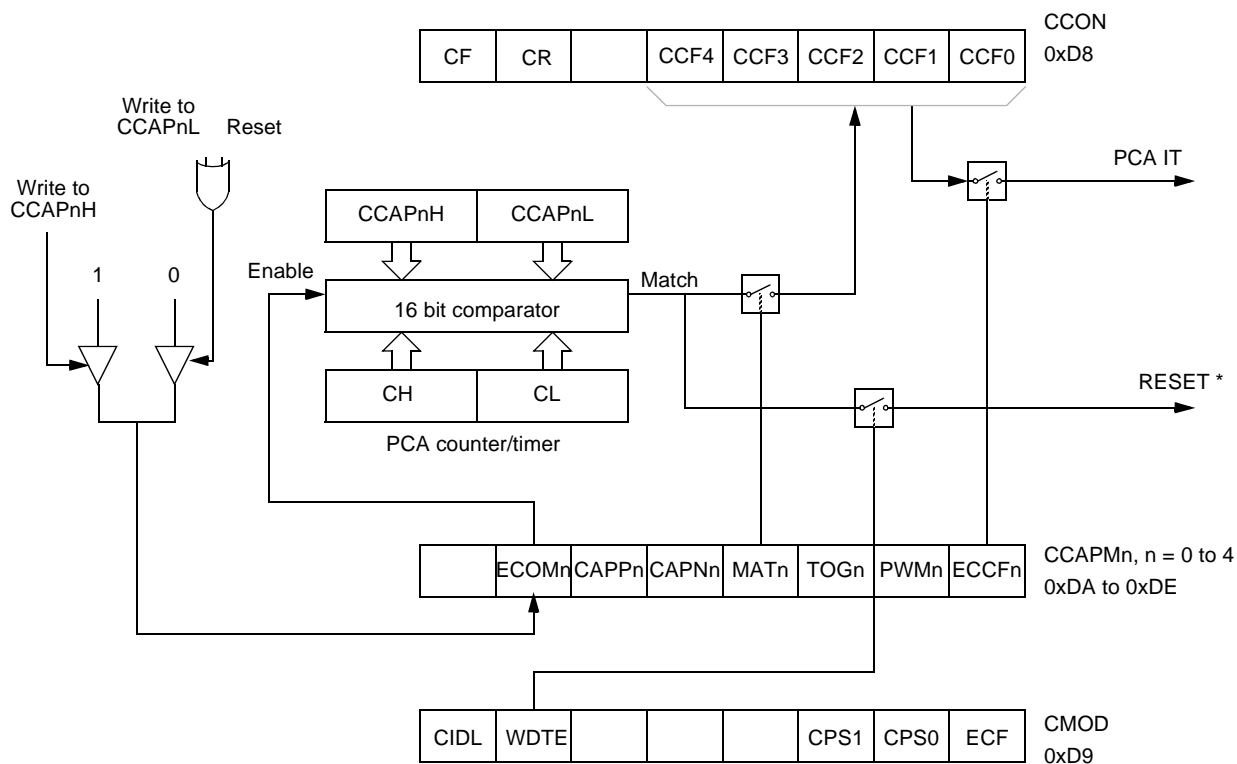 CCON
0xD8
CF CR CCF4 CCF3 CCF2 CCF1 CCF0
Write to
CCAPnL Reset
PCA IT
Write to
CCAPnH
CCAPnH CCAPnL
1 0 Enable Match
16 bit comparator
RESET *
CH CL
PCA counter/timer
ECOMn CAPPn CAPNn MATn TOGn PWMn ECCFn
CCAPMn, n = 0 to 4
0xDA to 0xDE
CIDL WDTE CPS1 CPS0 ECF
CMOD
0xD9